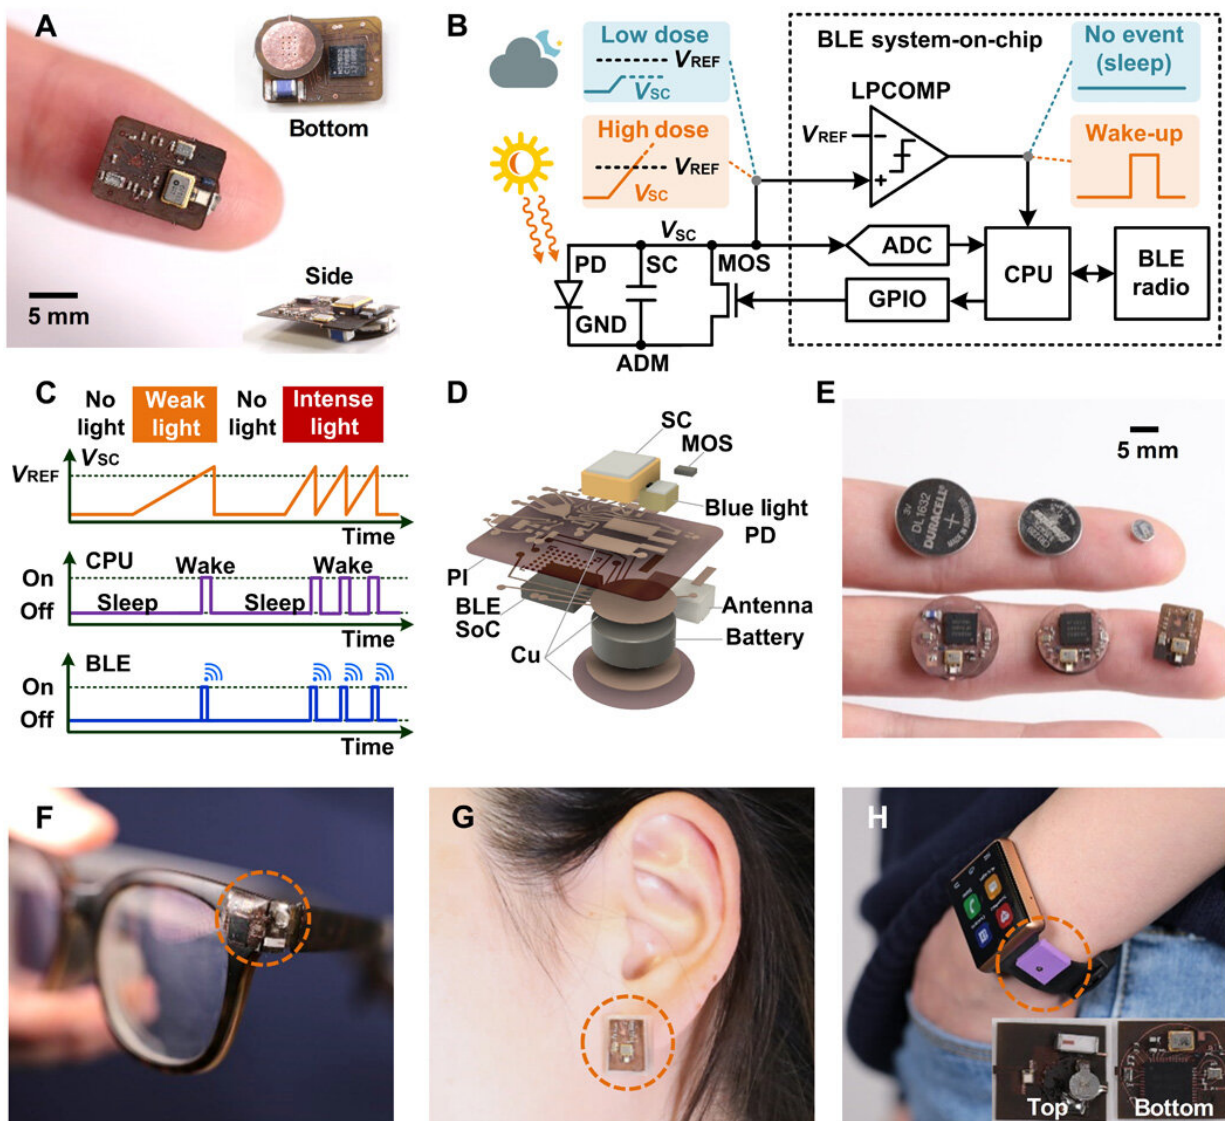 A
Bottom
Side
5 mm
B
Low dose
VREF
VSC
High dose
VREF
VSC
BLE system-on-chip
LPCOMP
VREF
No event
(sleep)
Wake-up
VSC
PD
SC
MOS
GND
ADM
ADC
GPIO
CPU
BLE
radio
C
No
light
Weak
light
No
light
Intense
light
VSC
VREF
Time
CPU
On
Off
Sleep
Wake
Sleep
Wake
Time
BLE
On
Off
Time
D
SC
MOS
Blue light
PD
PI
BLE
SoC
Antenna
Battery
Cu
E
5 mm
3V
DL1632
DURACELL
F
G
H
Top
Bottom